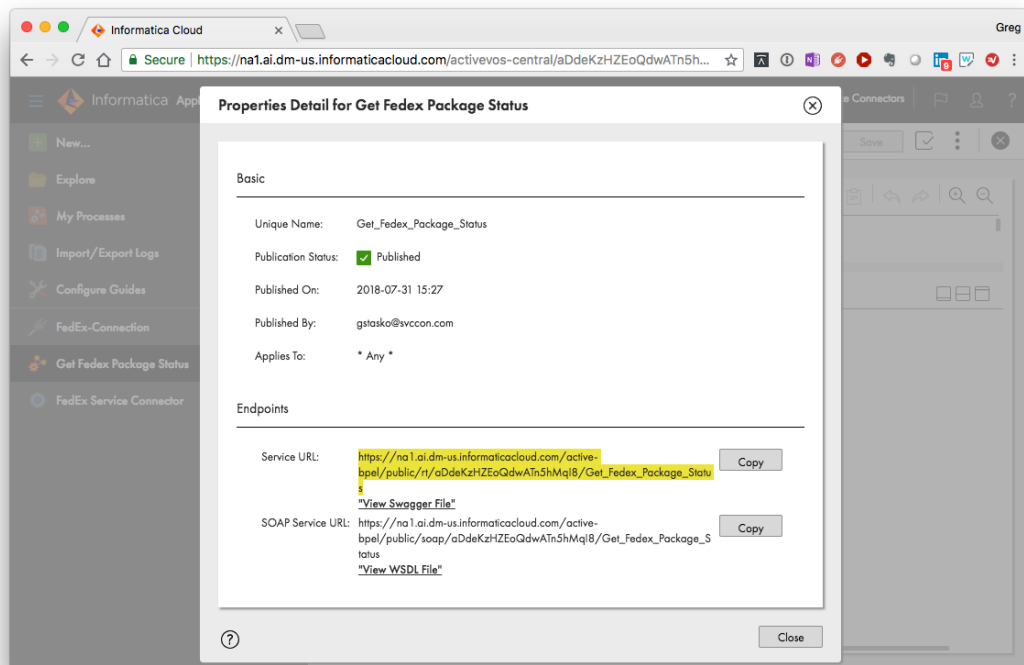 Informatica Cloud
Greg
Secure
https://na1.ai.dm-us.informaticacloud.com/activevos-central/aDdeKzHZEoQdwATn5h...
9
Informatica
Properties Detail for Get Fedex Package Status
Connectors
New...
Save
Explore
My Processes
Import/Export Logs
Configure Guides
FedEx-Connection
Get Fedex Package Status
FedEx Service Connector
Basic
Unique Name: Get_Fedex_Package_Status
Publication Status: Published
Published On: 2018-07-31 15:27
Published By: gstasko@svccon.com
Applies To: * Any *
Endpoints
Service URL: https://na1.ai.dm-us.informaticacloud.com/active-
bpel/public/rt/aDdeKzHZEoQdwATn5hMqI8/Get_Fedex_Package_Statu
s
Copy
"View Swagger File"
SOAP Service URL: https://na1.ai.dm-us.informaticacloud.com/active-
bpel/public/soap/aDdeKzHZEoQdwATn5hMqI8/Get_Fedex_Package_S
tatus
Copy
"View WSDL File"
?
Close